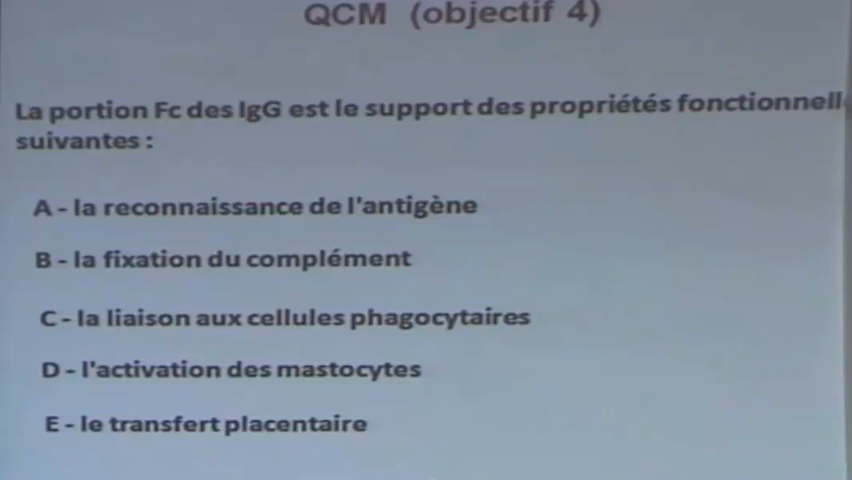 QCM (objectif 4)
La portion Fc des IgG est le support des propriétés fonctionnell
suivantes :
A - la reconnaissance de l'antigène
B - la fixation du complément
C - la liaison aux cellules phagocytaires
D - l'activation des mastocytes
E - le transfert placentaire